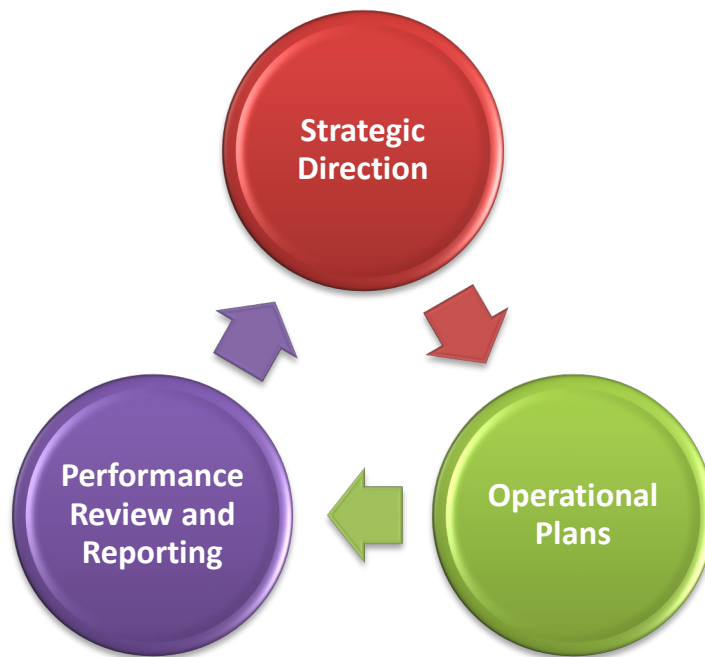 Strategic
Direction
Operational
Plans
Performance
Review and
Reporting